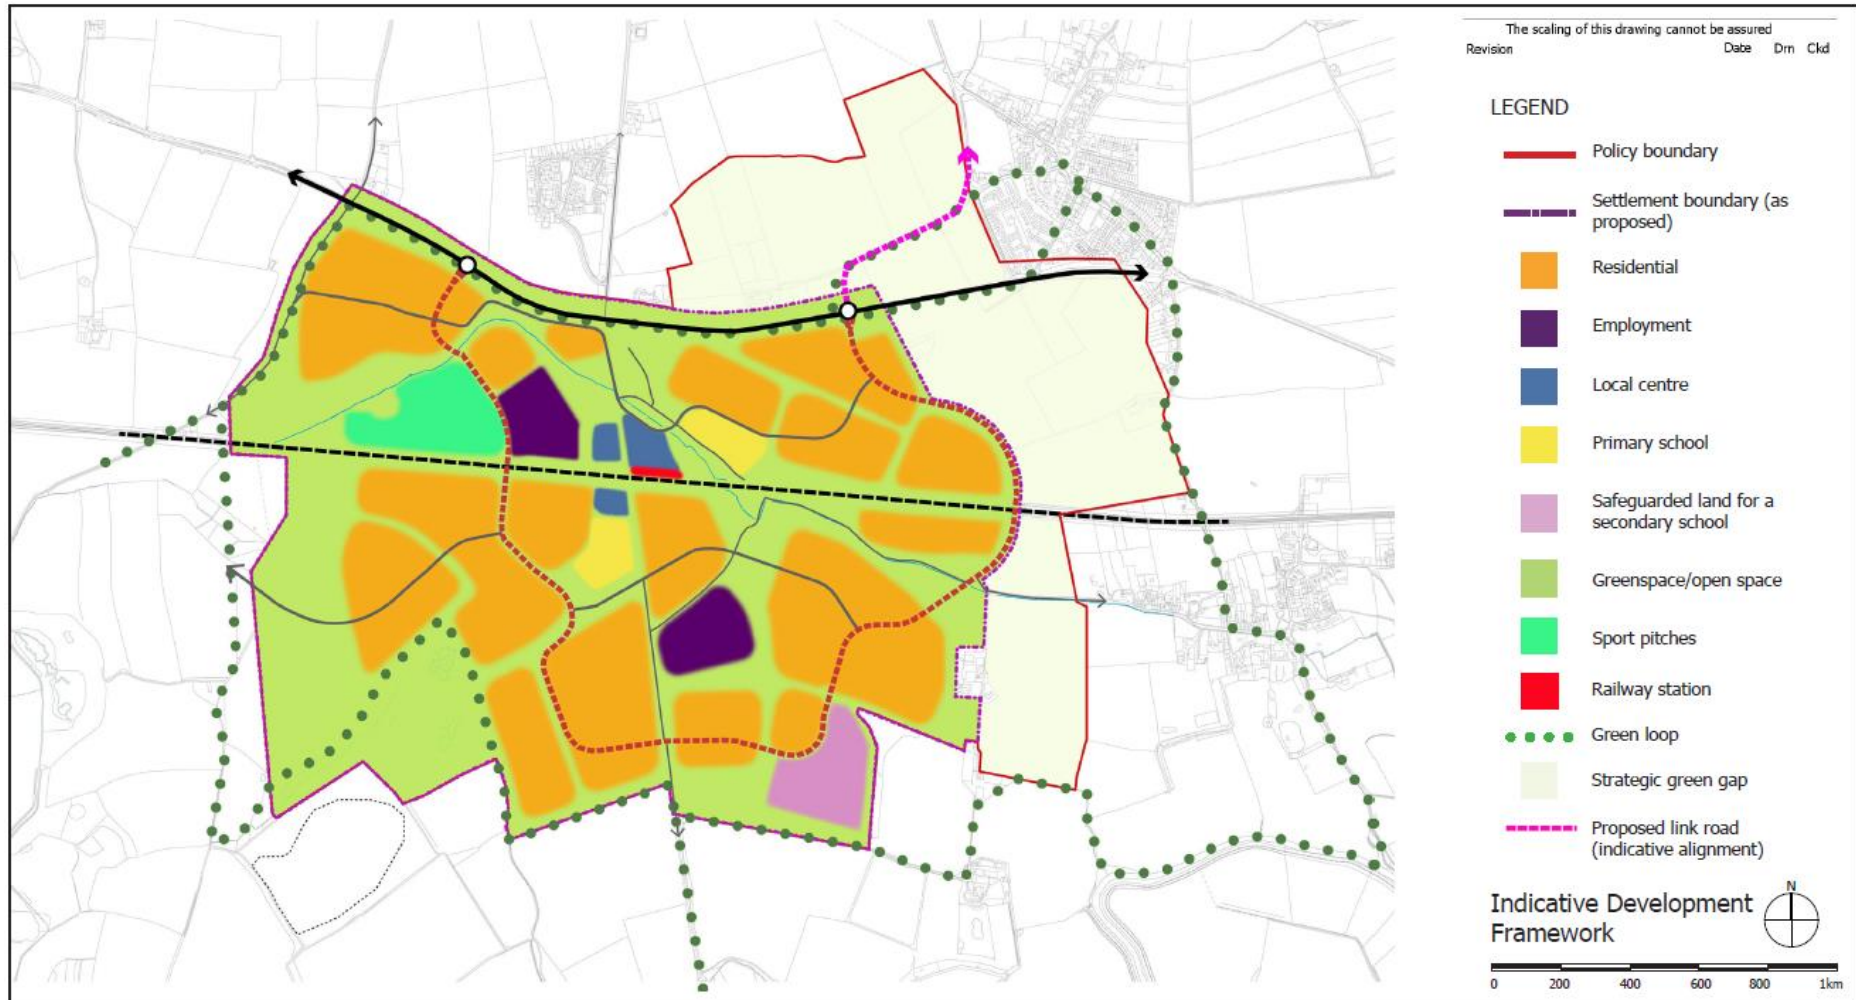 The scaling of this drawing cannot be assured
Revision Date Drn Ckd
LEGEND
Policy boundary
Settlement boundary (as
proposed)
Residential
Employment
Local centre
Primary school
Safeguarded land for a
secondary school
Greenspace/open space
Sport pitches
Railway station
Green loop
Strategic green gap
Proposed link road
(indicative alignment)
Indicative Development
Framework
N
0 200 400 600 800 1km